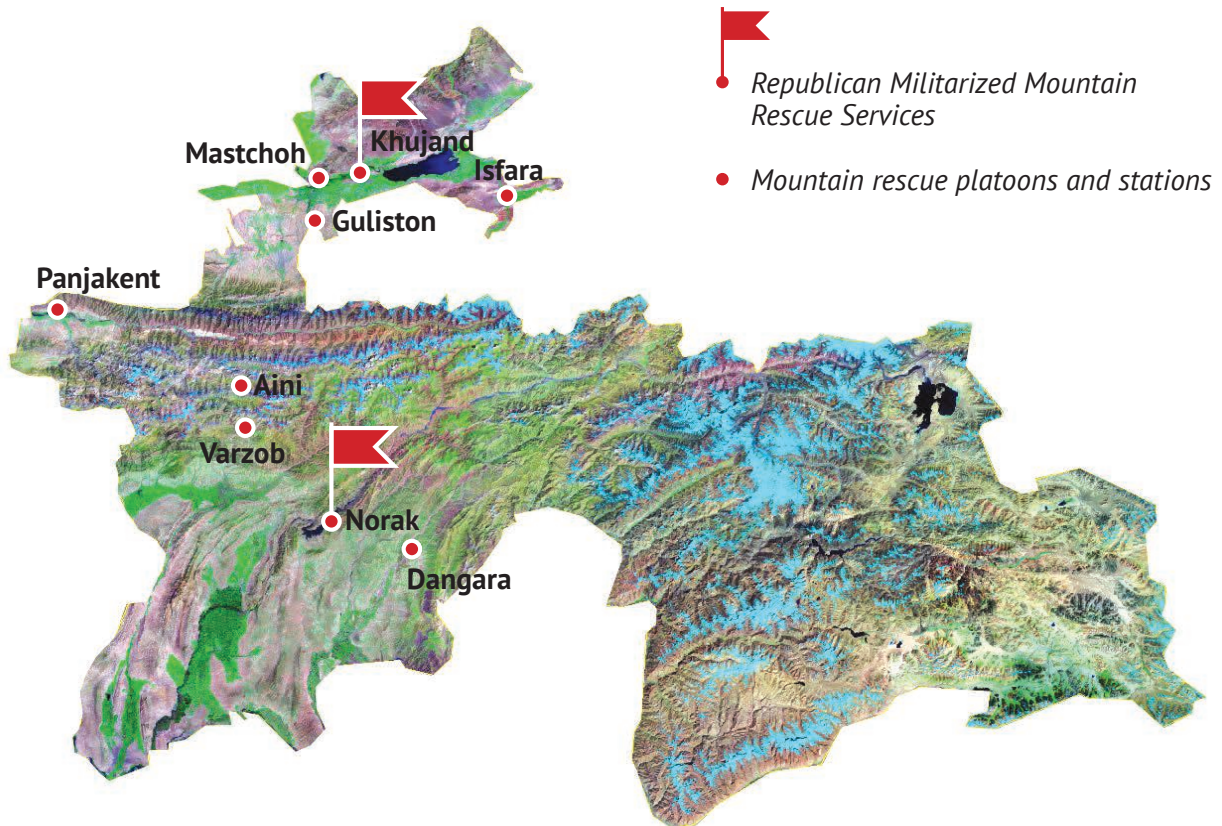 Republican Militarized Mountain
Rescue Services
Mountain rescue platoons and stations
Khujand
Mastchoh
Isfara
Guliston
Panjakent
Aini
Varzob
Norak
Dangara